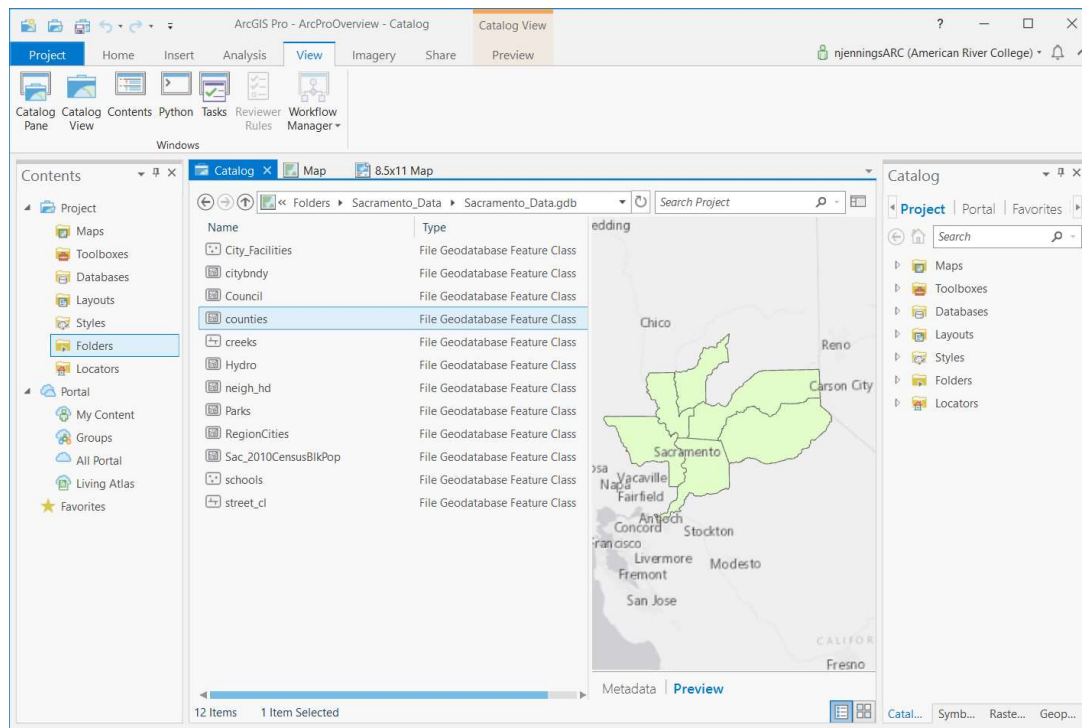 ArcGIS Pro - ArcProOverview - Catalog
Catalog View
?
Project Home Insert Analysis View Imagery Share Preview
njenningsARC (American River College)
Catalog Pane
Catalog View
Contents
Python
Tasks
Reviewer Rules
Workflow Manager
Windows
Contents
Project
Maps
Toolboxes
Databases
Layouts
Styles
Folders
Locators
Portal
My Content
Groups
All Portal
Living Atlas
Favorites
Catalog Map 8.5x11 Map
« Folders Sacramento_Data Sacramento_Data.gdb Search Project
Name Type
City_Facilities File Geodatabase Feature Class
citybndy File Geodatabase Feature Class
Council File Geodatabase Feature Class
counties File Geodatabase Feature Class
creeks File Geodatabase Feature Class
Hydro File Geodatabase Feature Class
neigh_hd File Geodatabase Feature Class
Parks File Geodatabase Feature Class
RegionCities File Geodatabase Feature Class
Sac_2010CensusBlkPop File Geodatabase Feature Class
schools File Geodatabase Feature Class
street_cl File Geodatabase Feature Class
12 Items 1 Item Selected
edding
Chico
Reno
Carson City
Sacramento
osa
Napa
Vacaville
Fairfield
Antioch
Concord
Stockton
Francisco
Livermore
Modesto
Fremont
San Jose
CALIFOR
Fresno
Metadata Preview
Catalog
Project Portal Favorites
Search
Maps
Toolboxes
Databases
Layouts
Styles
Folders
Locators
Catal... Symb... Raste... Geop...